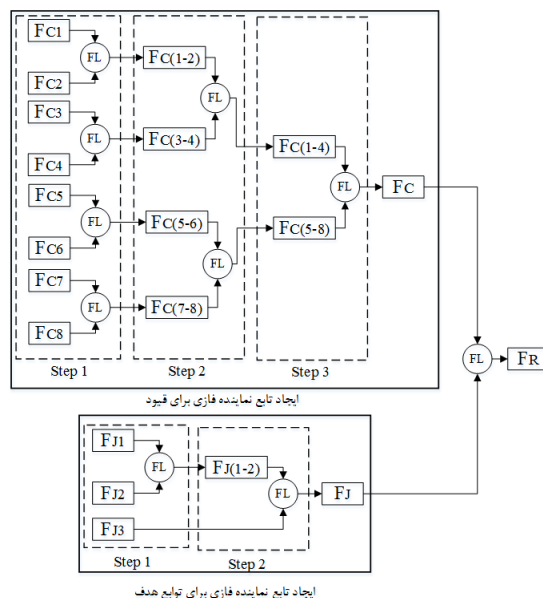 FC1
FL
FC2
FC(1-2)
FL
FC3
FL
FC4
FC(3-4)
FC(1-4)
FL
FC
FC5
FL
FC6
FC(5-6)
FL
FC(5-8)
FC7
FL
FC8
FC(7-8)
Step 1
Step 2
Step 3
FL
FR
ایجاد تابع نماینده فازی برای قیود
FJ1
FL
FJ2
FJ(1-2)
FL
FJ
FJ3
Step 1
Step 2
ایجاد تابع نماینده فازی برای توابع هدف